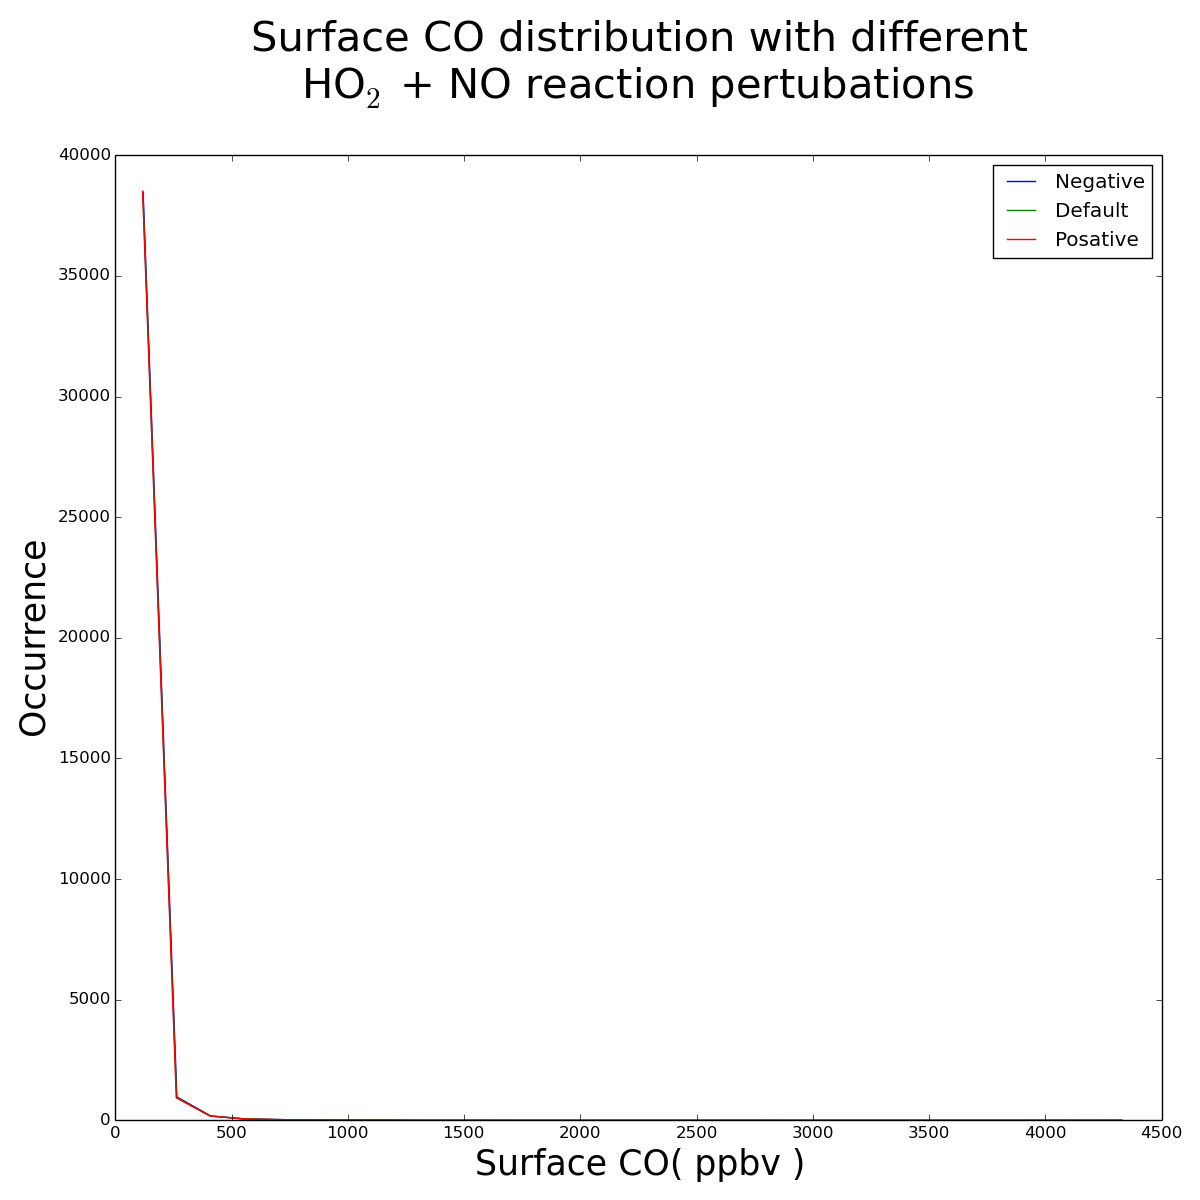 Surface CO distribution with different
HO₂ + NO reaction pertubations
40000
35000
30000
25000
20000
15000
10000
5000
0
Occurrence
Negative
Default
Posative
0 500 1000 1500 2000 2500 3000 3500 4000 4500
Surface CO( ppbv )